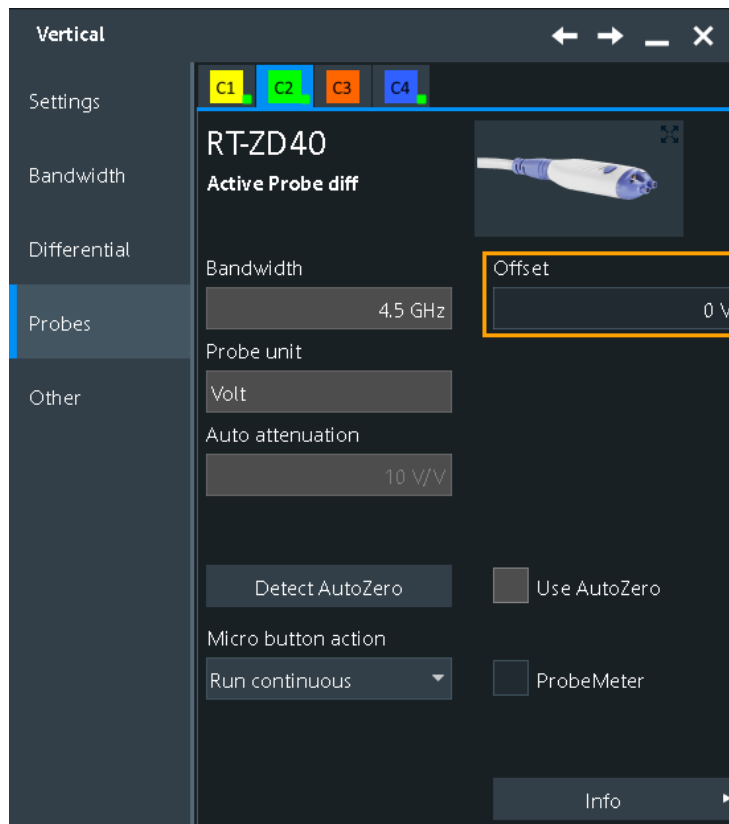 Vertical
Settings
Bandwidth
Differential
Probes
Other
C1 C2 C3 C4
RT-ZD40
Active Probe diff
Bandwidth
4.5 GHz
Offset
0 V
Probe unit
Volt
Auto attenuation
10 V/V
Detect AutoZero
Use AutoZero
Micro button action
Run continuous
ProbeMeter
Info